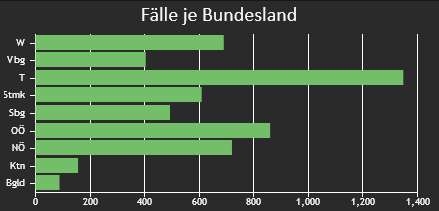 Fälle je Bundesland
W
Vbg
T
Stmk
Sbg
OÖ
NÖ
Ktn
Bgld
0 200 400 600 800 1,000 1,200 1,400